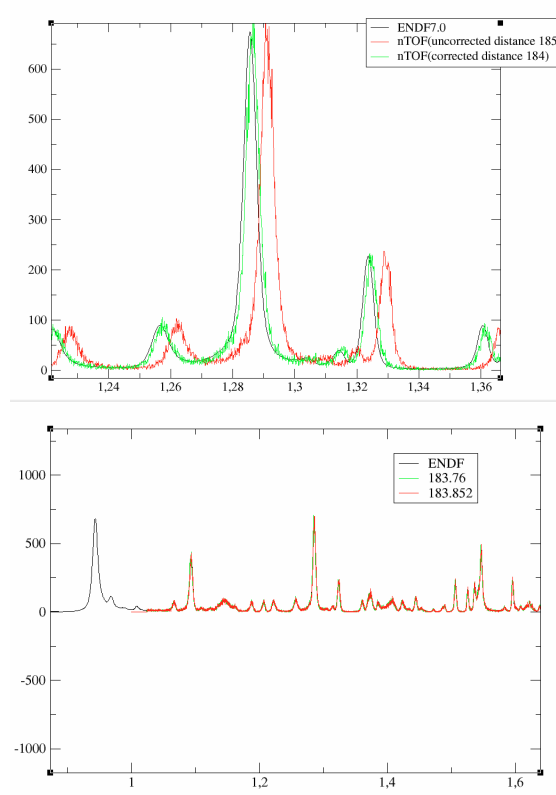 ENDF7.0
nTOF(uncorrected distance 185
nTOF(corrected distance 184)
600
500
400
300
200
100
0
1,24 1,26 1,28 1,3 1,32 1,34 1,36
ENDF
183.76
183.852
1000
500
0
-500
-1000
1 1,2 1,4 1,6